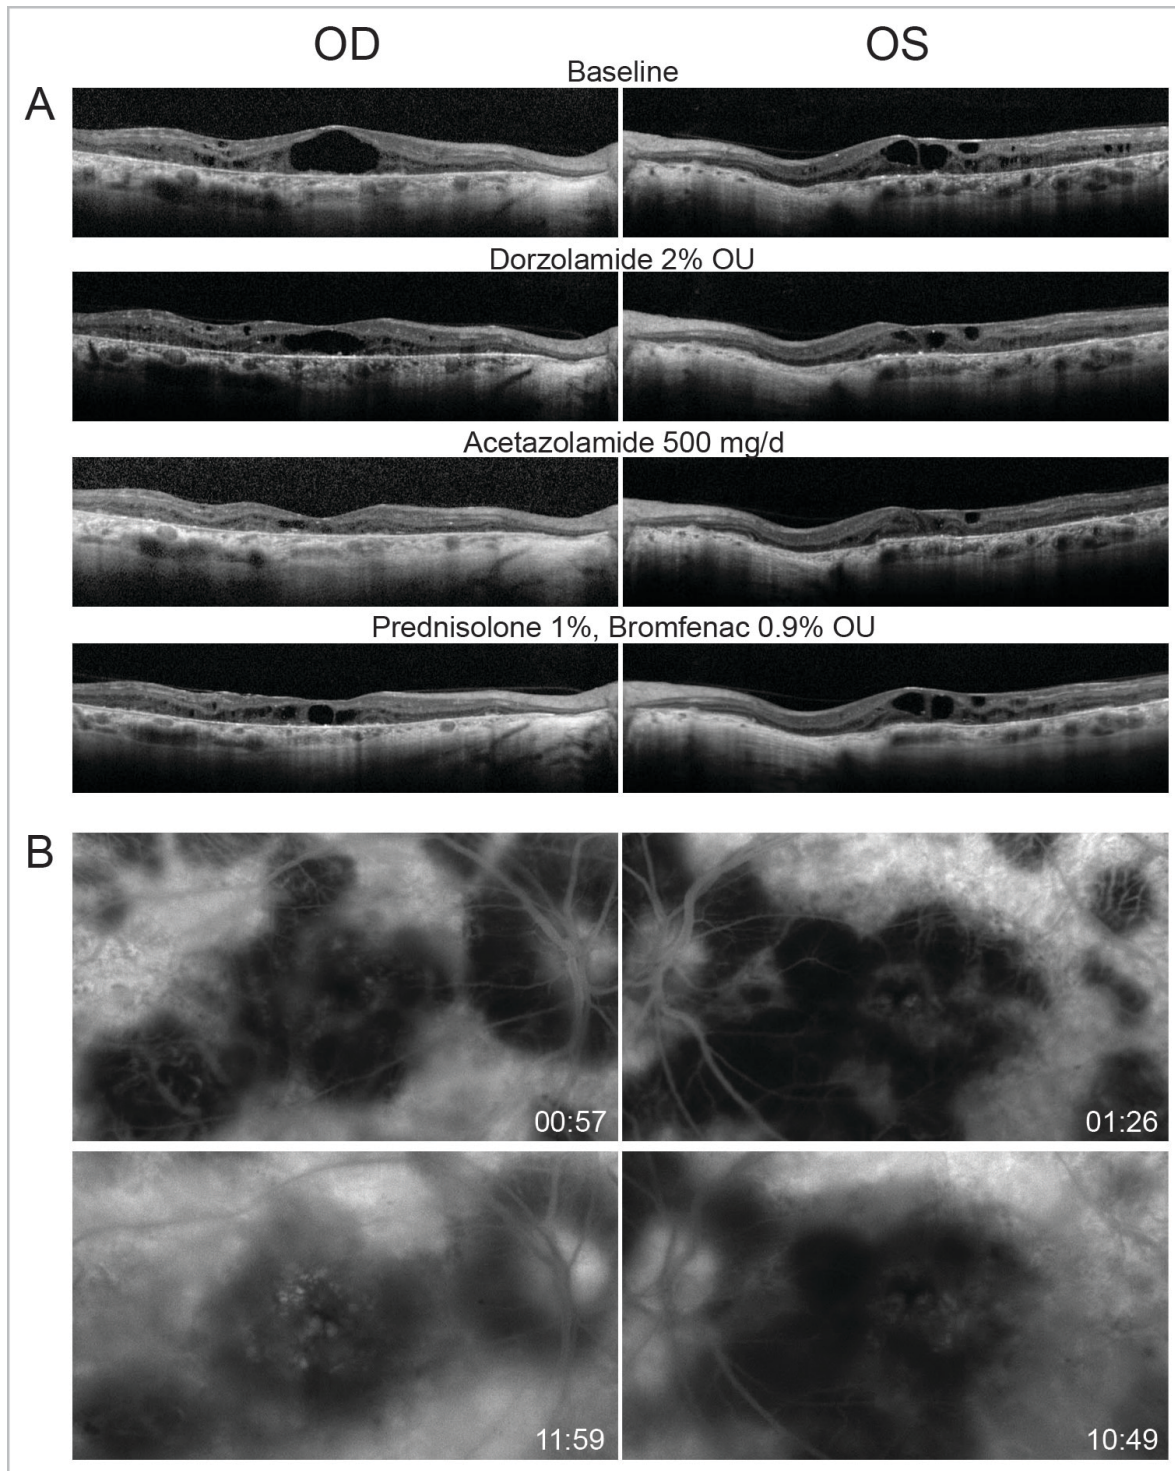 OD OS
Baseline
A
Dorzolamide 2% OU
Acetazolamide 500 mg/d
Prednisolone 1%, Bromfenac 0.9% OU
B
00:57 01:26
11:59 10:49